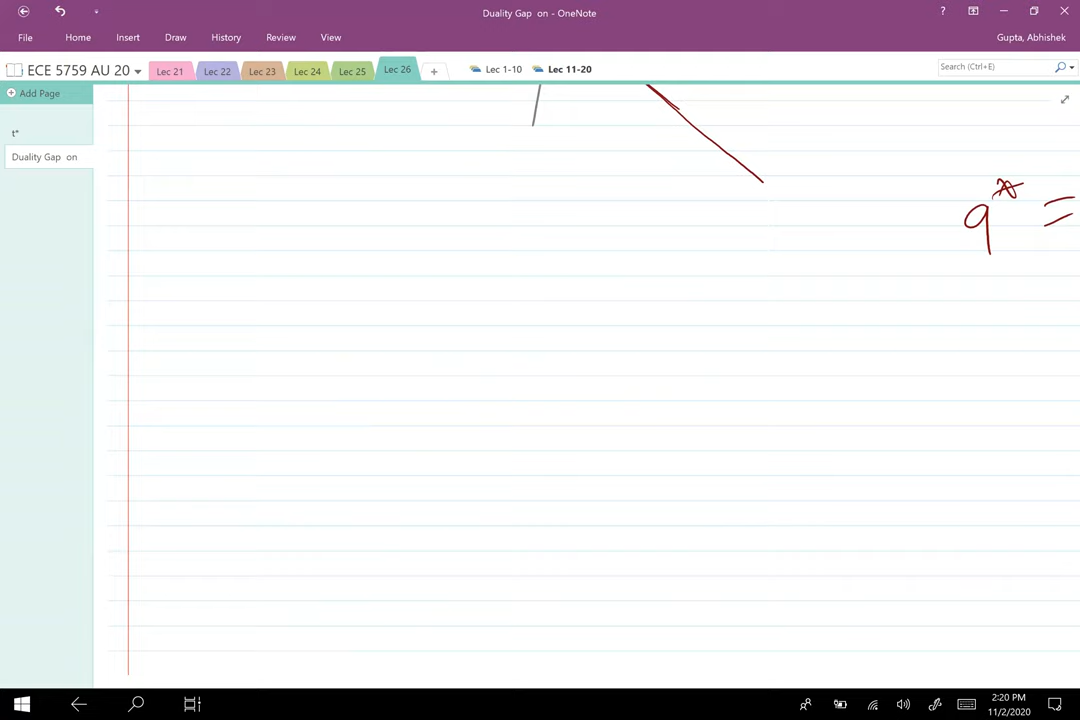 Duality Gap on - OneNote
?
File Home Insert Draw History Review View
Gupta, Abhishek
ECE 5759 AU 20
Lec 21 Lec 22 Lec 23 Lec 24 Lec 25 Lec 26
Lec 1-10 Lec 11-20
Search (Ctrl+E)
Add Page
t*
Duality Gap on
q* =
2:20 PM
11/2/2020